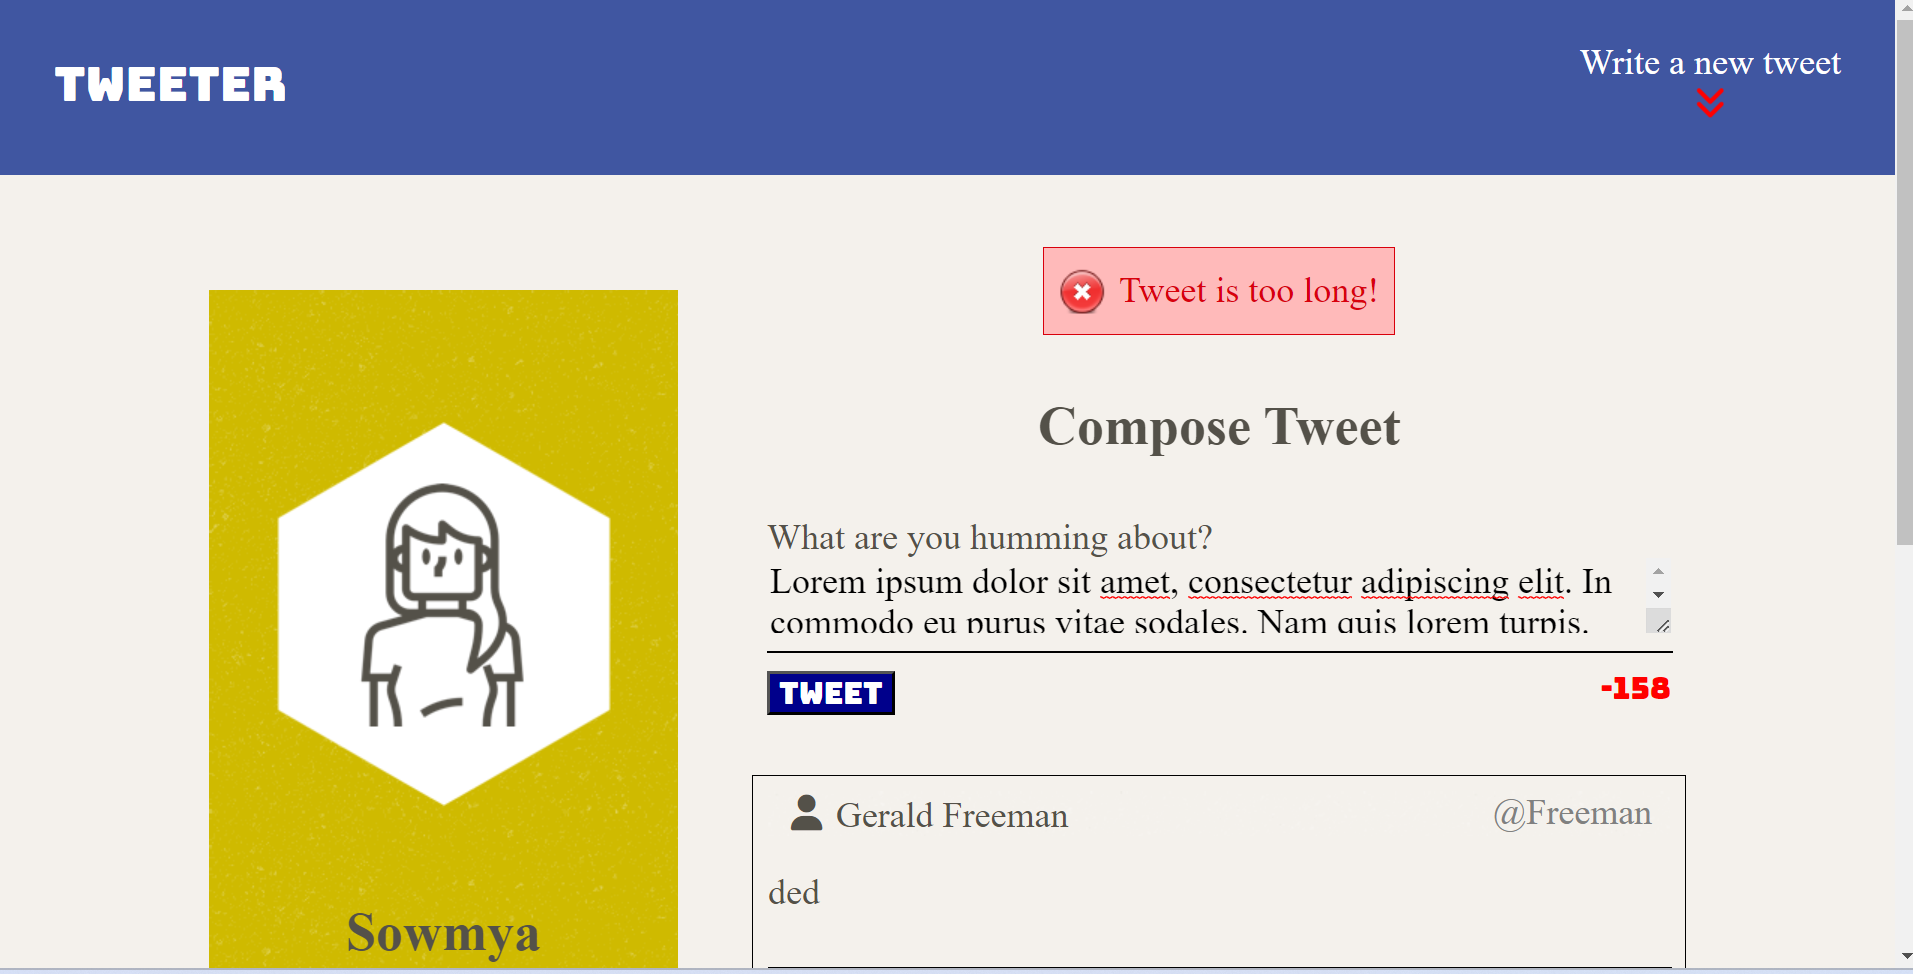 TWEETER
Write a new tweet
Tweet is too long!
Compose Tweet
What are you humming about?
Lorem ipsum dolor sit amet, consectetur adipiscing elit. In
commodo eu purus vitae sodales. Nam quis lorem turpis.
TWEET
-158
Gerald Freeman
@Freeman
ded
Sowmya